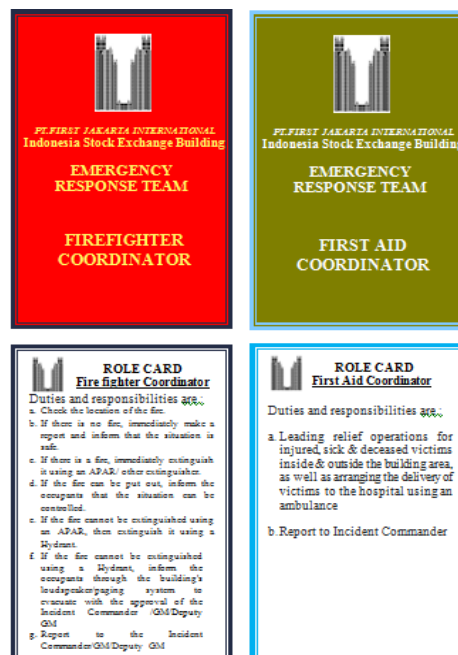 PT.FIRST JAKARTA INTERNATIONAL
Indonesia Stock Exchange Building
EMERGENCY
RESPONSE TEAM
FIREFIGHTER
COORDINATOR
PT.FIRST JAKARTA INTERNATIONAL
Indonesia Stock Exchange Building
EMERGENCY
RESPONSE TEAM
FIRST AID
COORDINATOR
ROLE CARD
Fire fighter Coordinator
Duties and responsibilities are.:
a. Check the location of the fire.
b. If there is no fire, immediately make a
report and inform that the situation is
safe.
c. If there is a fire, immediately extinguish
it using an APAR/ other extinguisher.
d. If the fire can be put out, inform the
occupants that the situation can be
controlled.
e. If the fire cannot be extinguished using
an APAR, then extinguish it using a
Hydrant.
f. If the fire cannot be extinguished
using a Hydrant, inform the
occupants through the building's
loudspeaker/paging system to
evacuate with the approval of the
Incident Commander /GM/Deputy
GM
g. Report to the Incident
Commander/GM/Deputy GM
ROLE CARD
First Aid Coordinator
Duties and responsibilities are.:
a. Leading relief operations for
injured, sick & deceased victims
inside & outside the building area,
as well as arranging the delivery of
victims to the hospital using an
ambulance
b. Report to Incident Commander